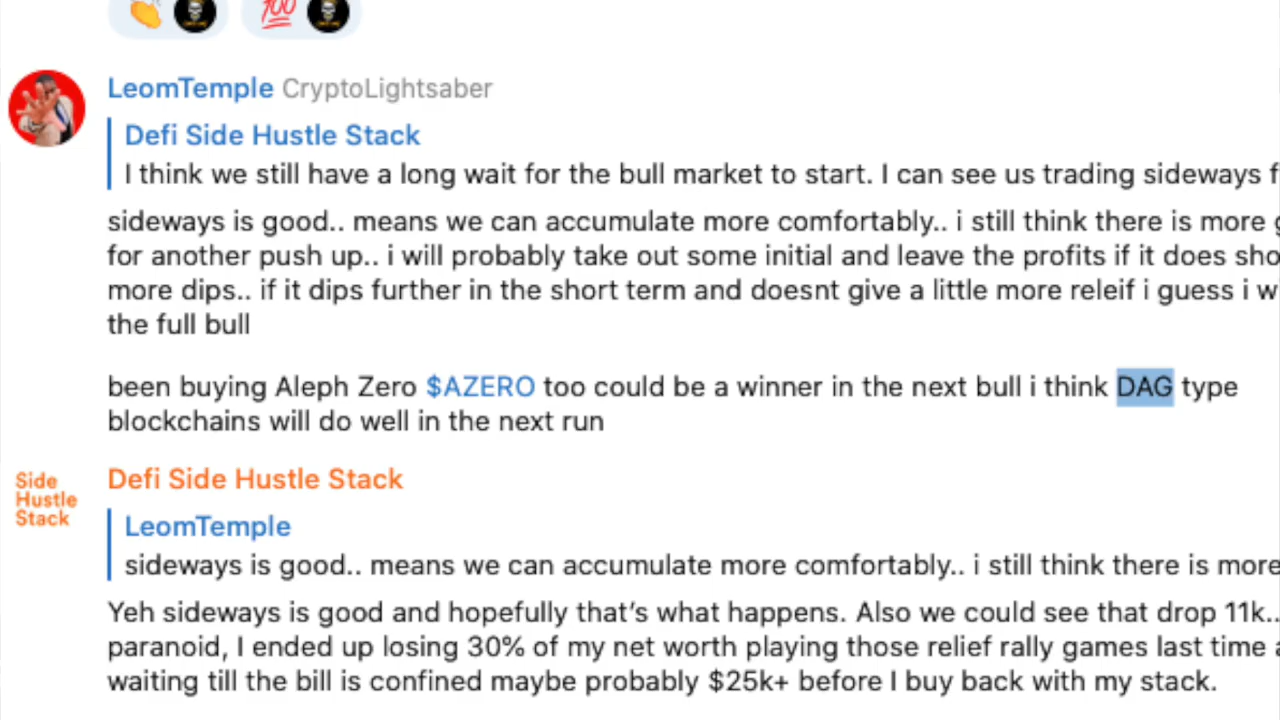 LeomTemple CryptoLightsaber
Defi Side Hustle Stack
I think we still have a long wait for the bull market to start. I can see us trading sideways f
sideways is good.. means we can accumulate more comfortably.. i still think there is more
for another push up.. i will probably take out some initial and leave the profits if it does sho
more dips.. if it dips further in the short term and doesnt give a little more releif i guess i w
the full bull
been buying Aleph Zero $AZERO too could be a winner in the next bull i think DAG type
blockchains will do well in the next run
Side
Hustle
Stack
Defi Side Hustle Stack
LeomTemple
sideways is good.. means we can accumulate more comfortably.. i still think there is more
Yeh sideways is good and hopefully that's what happens. Also we could see that drop 11k..
paranoid, I ended up losing 30% of my net worth playing those relief rally games last time a
waiting till the bill is confined maybe probably $25k+ before I buy back with my stack.